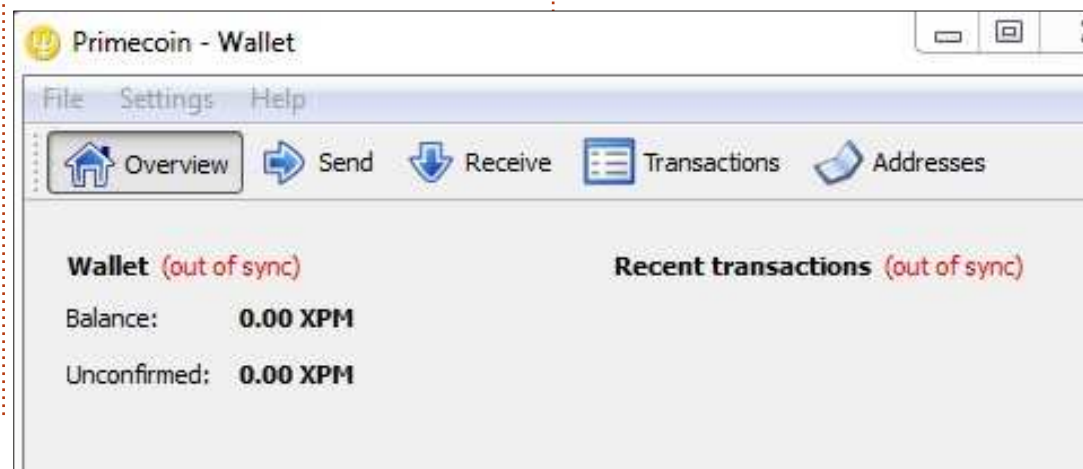 Primecoin - Wallet
File Settings Help
Overview Send Receive Transactions Addresses
Wallet (out of sync) Recent transactions (out of sync)
Balance: 0.00 XPM
Unconfirmed: 0.00 XPM